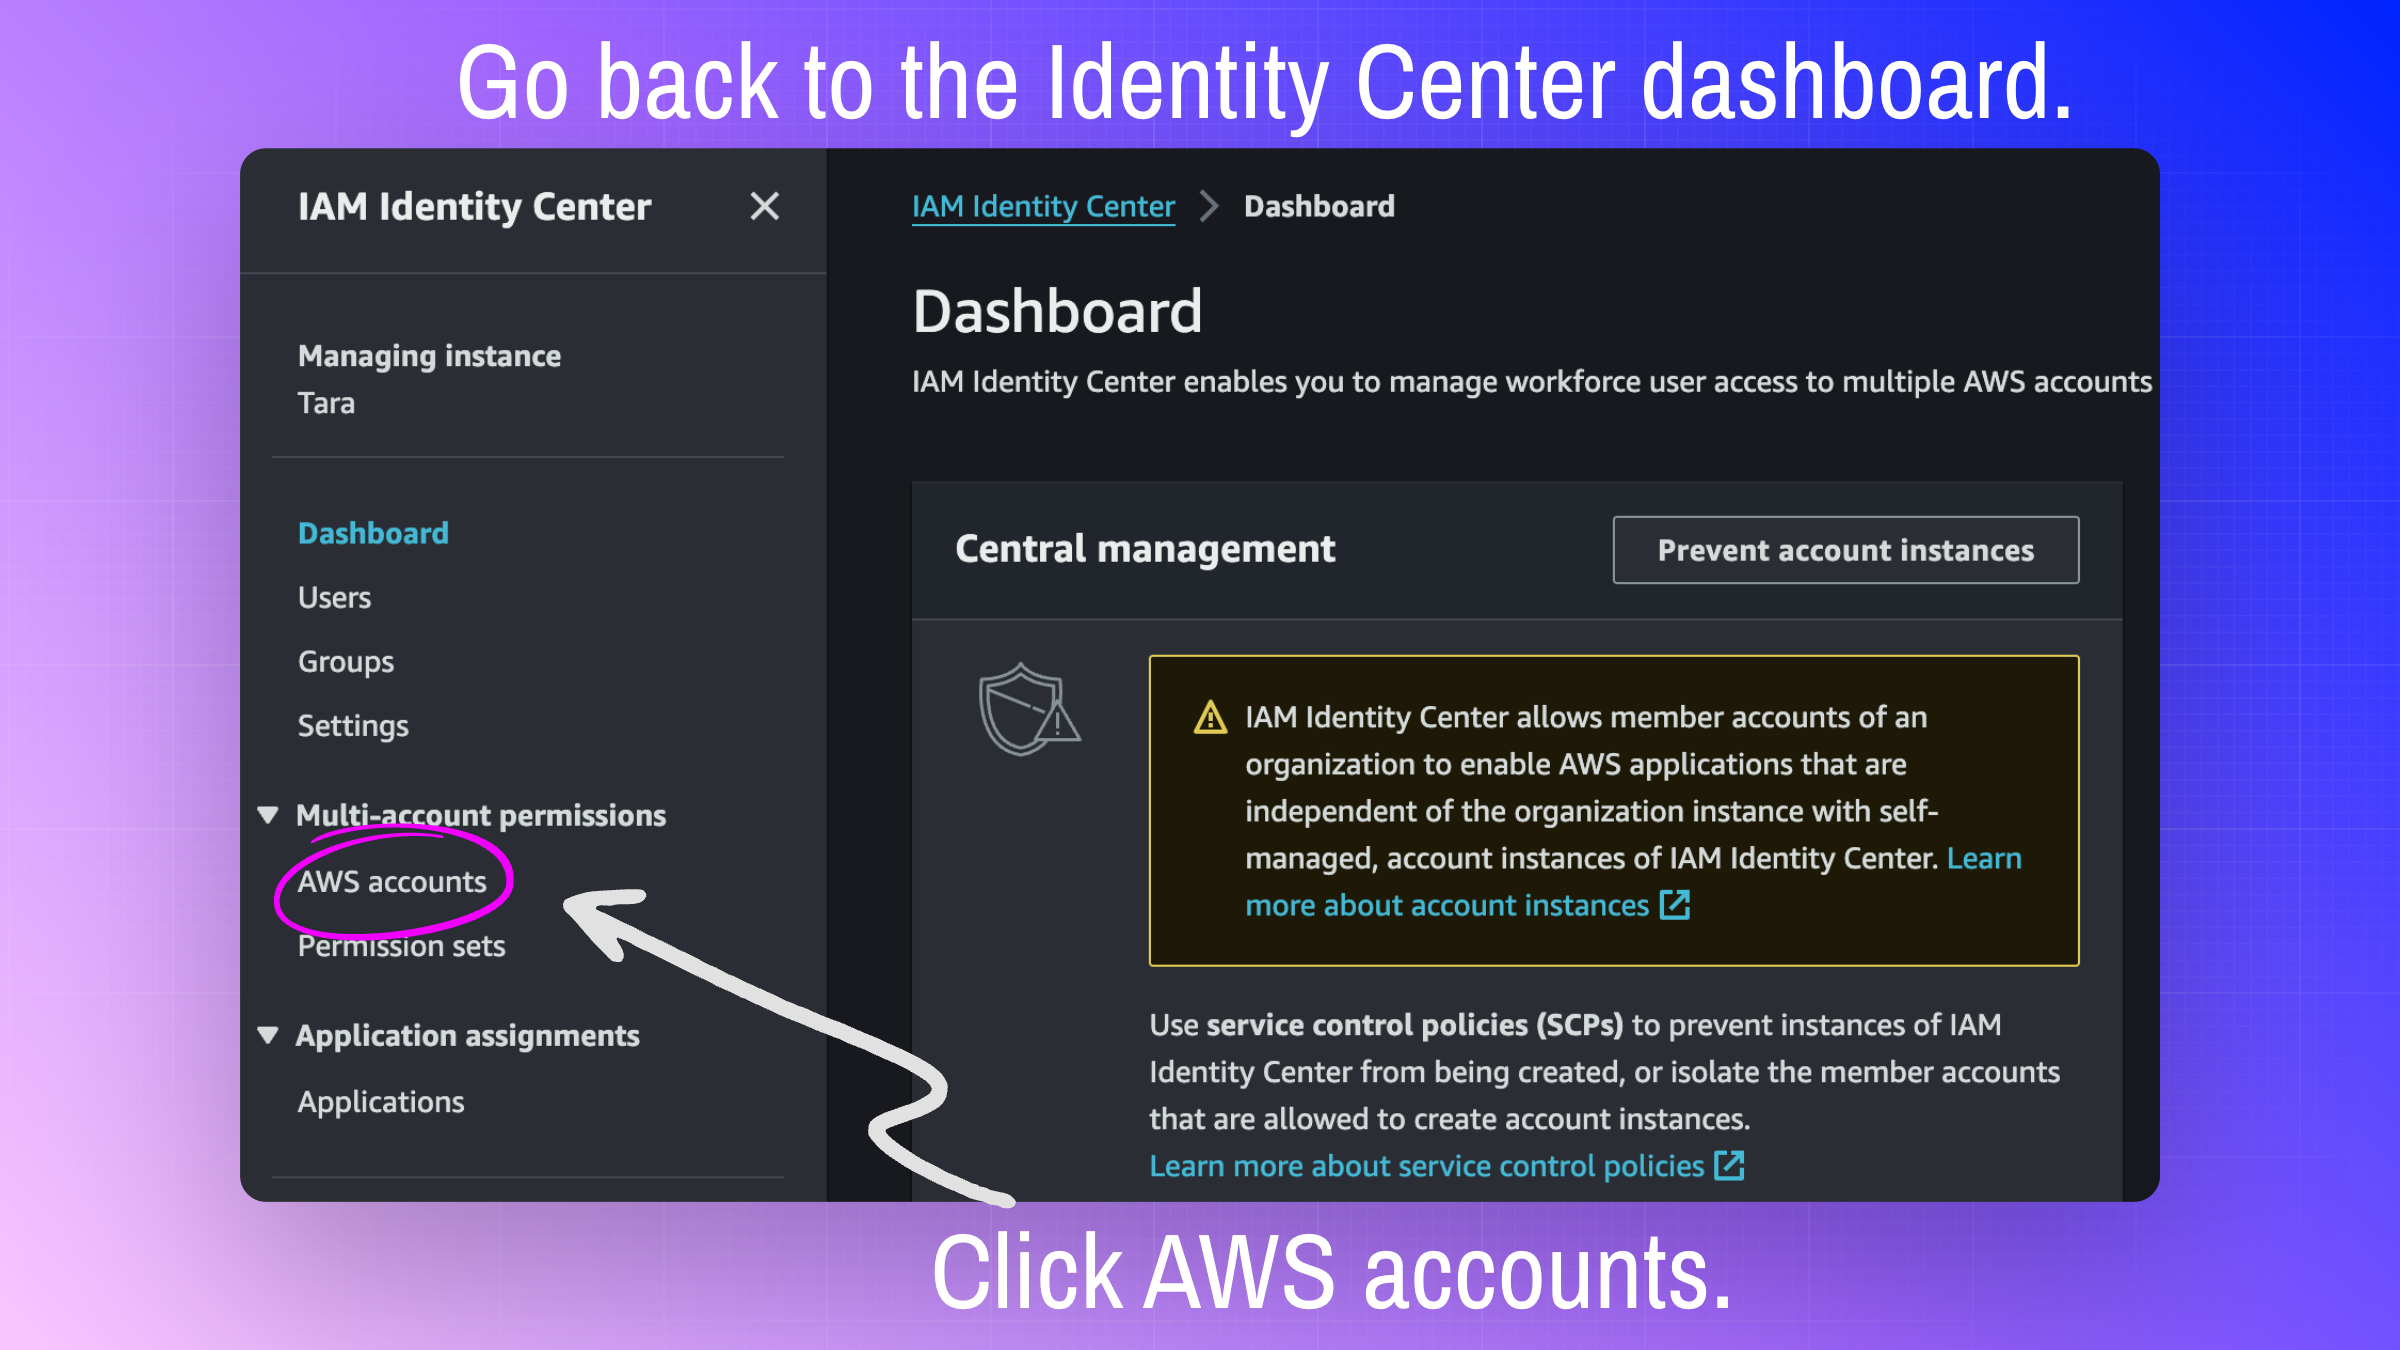 Go back to the Identity Center dashboard.
IAM Identity Center
Managing instance
Tara
Dashboard
Users
Groups
Settings
Multi-account permissions
AWS accounts
Permission sets
Application assignments
Applications
IAM Identity Center > Dashboard
Dashboard
IAM Identity Center enables you to manage workforce user access to multiple AWS accounts
Central management
Prevent account instances
IAM Identity Center allows member accounts of an
organization to enable AWS applications that are
independent of the organization instance with self-
managed, account instances of IAM Identity Center. Learn
more about account instances
Use service control policies (SCPs) to prevent instances of IAM
Identity Center from being created, or isolate the member accounts
that are allowed to create account instances.
Learn more about service control policies
Click AWS accounts.